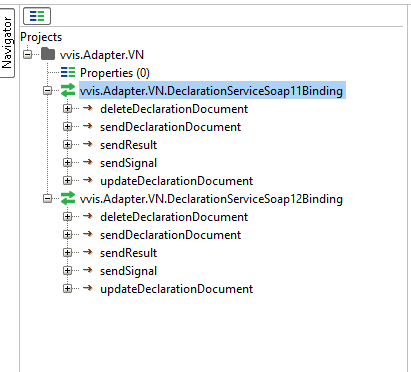 Navigator
Projects
vvis.Adapter.VN
Properties (0)
vvis.Adapter.VN.DeclarationServiceSoap11Binding
deleteDeclarationDocument
sendDeclarationDocument
sendResult
sendSignal
updateDeclarationDocument
vvis.Adapter.VN.DeclarationServiceSoap12Binding
deleteDeclarationDocument
sendDeclarationDocument
sendResult
sendSignal
updateDeclarationDocument